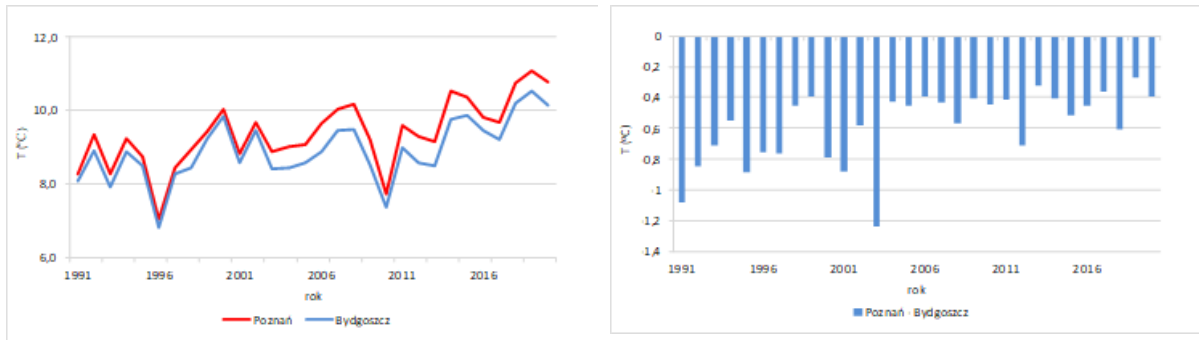 12,0
10,0
8,0
6,0
T (°C)
1991 1996 2001 2006 2011 2016
rok
Poznań Bydgoszcz
0
0,2
0,4
0,6
0,8
-1
-1,2
-1,4
T (°C)
1991 1996 2001 2006 2011 2016
rok
Poznań - Bydgoszcz